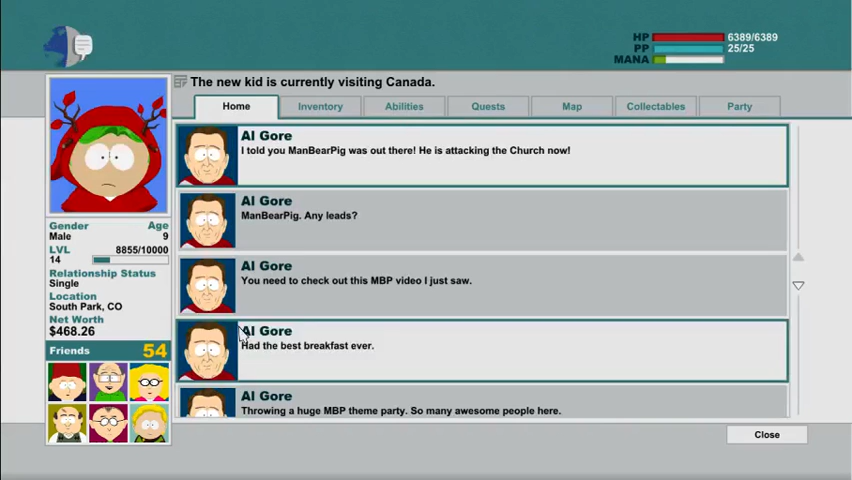 HP 6389/6389
PP 25/25
MANA
The new kid is currently visiting Canada.
Home Inventory Abilities Quests Map Collectables Party
Gender Age
Male 9
LVL 8855/10000
14
Relationship Status
Single
Location
South Park, CO
Net Worth
$468.26
Friends 54
Al Gore
I told you ManBearPig was out there! He is attacking the Church now!
Al Gore
ManBearPig. Any leads?
Al Gore
You need to check out this MBP video I just saw.
Al Gore
Had the best breakfast ever.
Al Gore
Throwing a huge MBP theme party. So many awesome people here.
Close